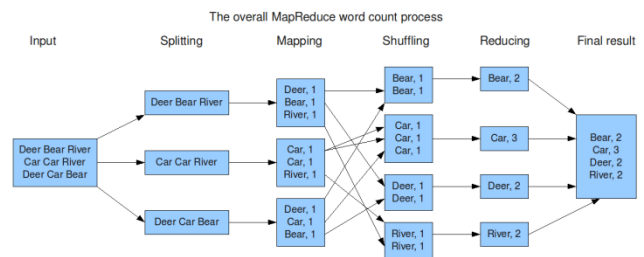 The overall MapReduce word count process
Input
Splitting
Mapping
Shuffling
Reducing
Final result
Deer Bear River
Car Car River
Deer Car Bear
Deer Bear River
Car Car River
Deer Car Bear
Deer, 1
Bear, 1
River, 1
Car, 1
Car, 1
River, 1
Deer, 1
Car, 1
Bear, 1
Bear, 1
Bear, 1
Car, 1
Car, 1
Car, 1
Deer, 1
Deer, 1
River, 1
River, 1
Bear, 2
Car, 3
Deer, 2
River, 2
Bear, 2
Car, 3
Deer, 2
River, 2